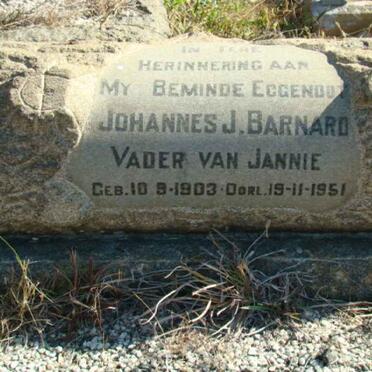 IN TERE
HERINNERING AAN
MY BEMINDE EGGENOOT
JOHANNES J. BARNARD
VADER VAN JANNIE
GEB. 10 9-1903 · OORL. 19-11-1951